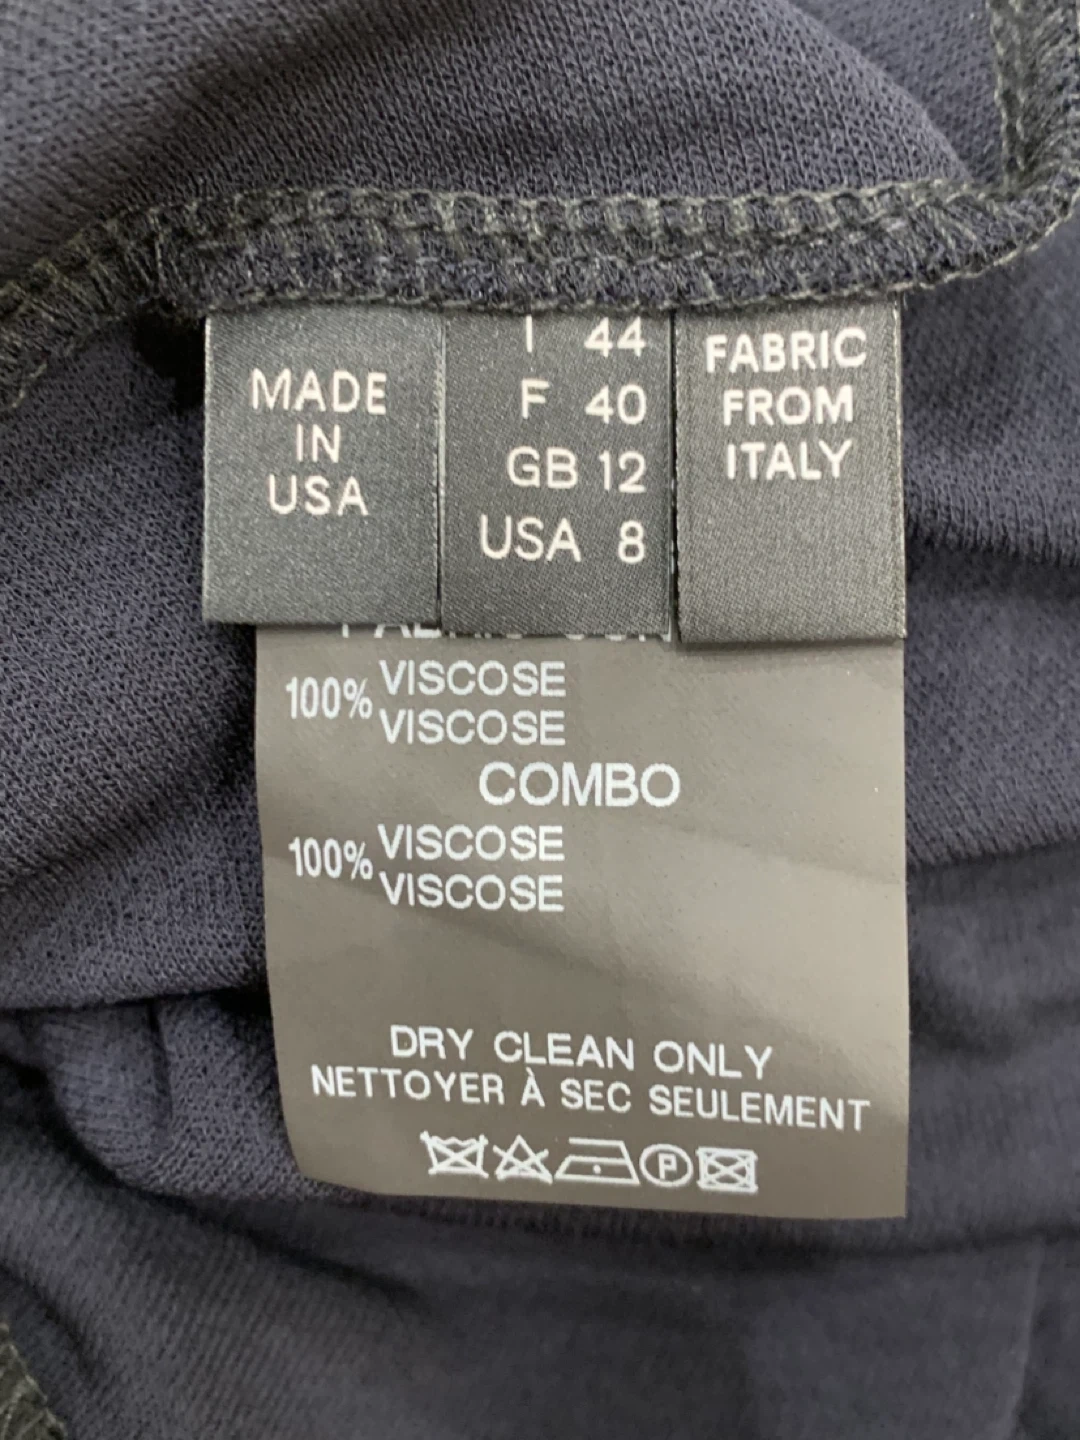 MADE
IN
USA
I 44
F 40
GB 12
USA 8
FABRIC
FROM
ITALY
100% VISCOSE
VISCOSE
COMBO
100% VISCOSE
VISCOSE
DRY CLEAN ONLY
NETTOYER À SEC SEULEMENT
P